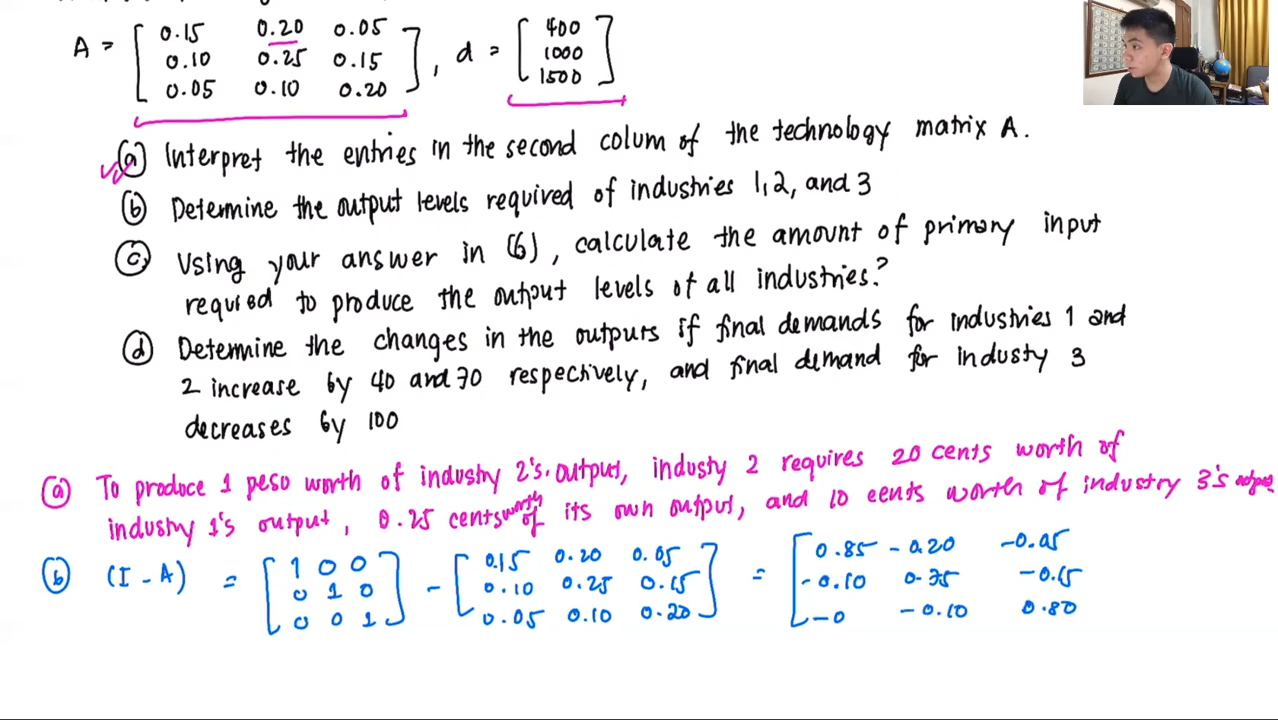 A = [ 0.15 0.20 0.05 ] , d = [ 400 ]
0.10 0.25 0.15 1000
0.05 0.10 0.20 1500
(a) Interpret the entries in the second colum of the technology matrix A.
(b) Determine the output levels required of industries 1, 2, and 3
(c) Using your answer in (b), calculate the amount of primary input
required to produce the output levels of all industries?
(d) Determine the changes in the outputs if final demands for industries 1 and
2 increase by 40 and 70 respectively, and final demand for industy 3
decreases by 100
(a) To produce 1 peso worth of industry 2's output, industy 2 requires 20 cents worth of
industry 1's output, 0.25 cents worth of its own output, and 10 cents worth of industry 3's output
(b) (I - A) = [ 1 0 0 ] - [ 0.15 0.20 0.05 ] = [ 0.85 -0.20 -0.05
0 1 0 0.10 0.25 0.15 -0.10 0.75 -0.15
0 0 1 0.05 0.10 0.20 -0 -0.10 0.80